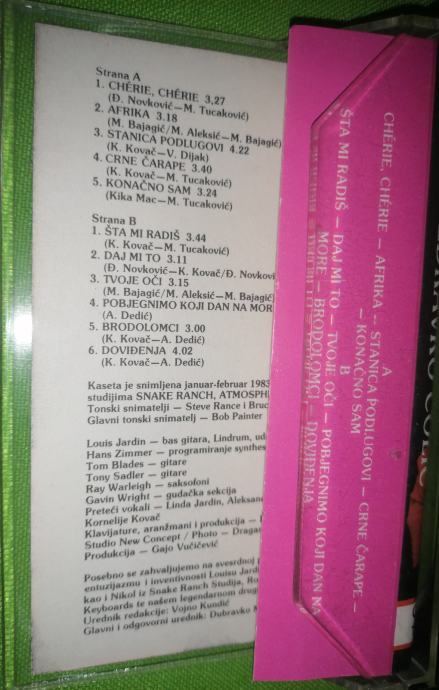 Strana A
1. CHÉRIE, CHÉRIE 3,27
(Đ. Novković—M. Tucaković)
2. AFRIKA 3.18
(M. Bajagić/M. Aleksić—M. Bajagić)
3. STANICA PODLUGOVI 4.22
(K. Kovač—V. Dijak)
4. CRNE ČARAPE 3.40
(K. Kovač—M. Tucaković)
5. KONAČNO SAM 3.24
(Kika Mac—M. Tucaković)
Strana B
1. ŠTA MI RADIŠ 3.44
(K. Kovač—M. Tucaković)
2. DAJ MI TO 3.11
(Đ. Novković—K. Kovač/Đ. Novkovi
3. TVOJE OČI 3.15
(M. Bajagić/M. Aleksić—M. Bajagić
4. POBJEGNIMO KOJI DAN NA MOR
(A. Dedić)
5. BRODOLOMCI 3.00
(K. Kovač—A. Dedić)
6. DOVIĐENJA 4.02
(K. Kovač—A. Dedić)
Kaseta je snimljena januar-februar 1983
studijima SNAKE RANCH, ATMOSPH
Tonski snimatelji — Steve Rance i Bruc
Glavni tonski snimatelj — Bob Painter
Louis Jardin — bas gitara, Lindrum, ud
Hans Zimmer — programiranje synthes
Tom Blades — gitare
Tony Sadler — gitare
Ray Warleigh — saksofoni
Gavin Wright — gudačka sekcija
Preteći vokali — Linda Jardin, Aleksan
Kornelije Kovač
Klavijature, aranžmani i produkcija —
Studio New Concept / Photo — Draga
Produkcija — Gajo Vučićević
Posebno se zahvaljujemo na svesrdnoj
entuzijazmu i inventivnosti Louisu Jardi
kao i Nikol iz Snake Ranch Studija, Ro
Keyboards te našem legendarnom drug
Urednik redakcije: Vojno Kundić
Glavni i odgovorni urednik: Dubravko M
A
CHÉRIE, CHÉRIE — AFRIKA — STANICA PODLUGOVI — CRNE ČARAPE —
— KONAČNO SAM
B
ŠTA MI RADIŠ — DAJ MI TO — TVOJE OČI — POBJEGNIMO KOJI DAN NA
MORE — BRODOLOMCI — DOVIĐENJA